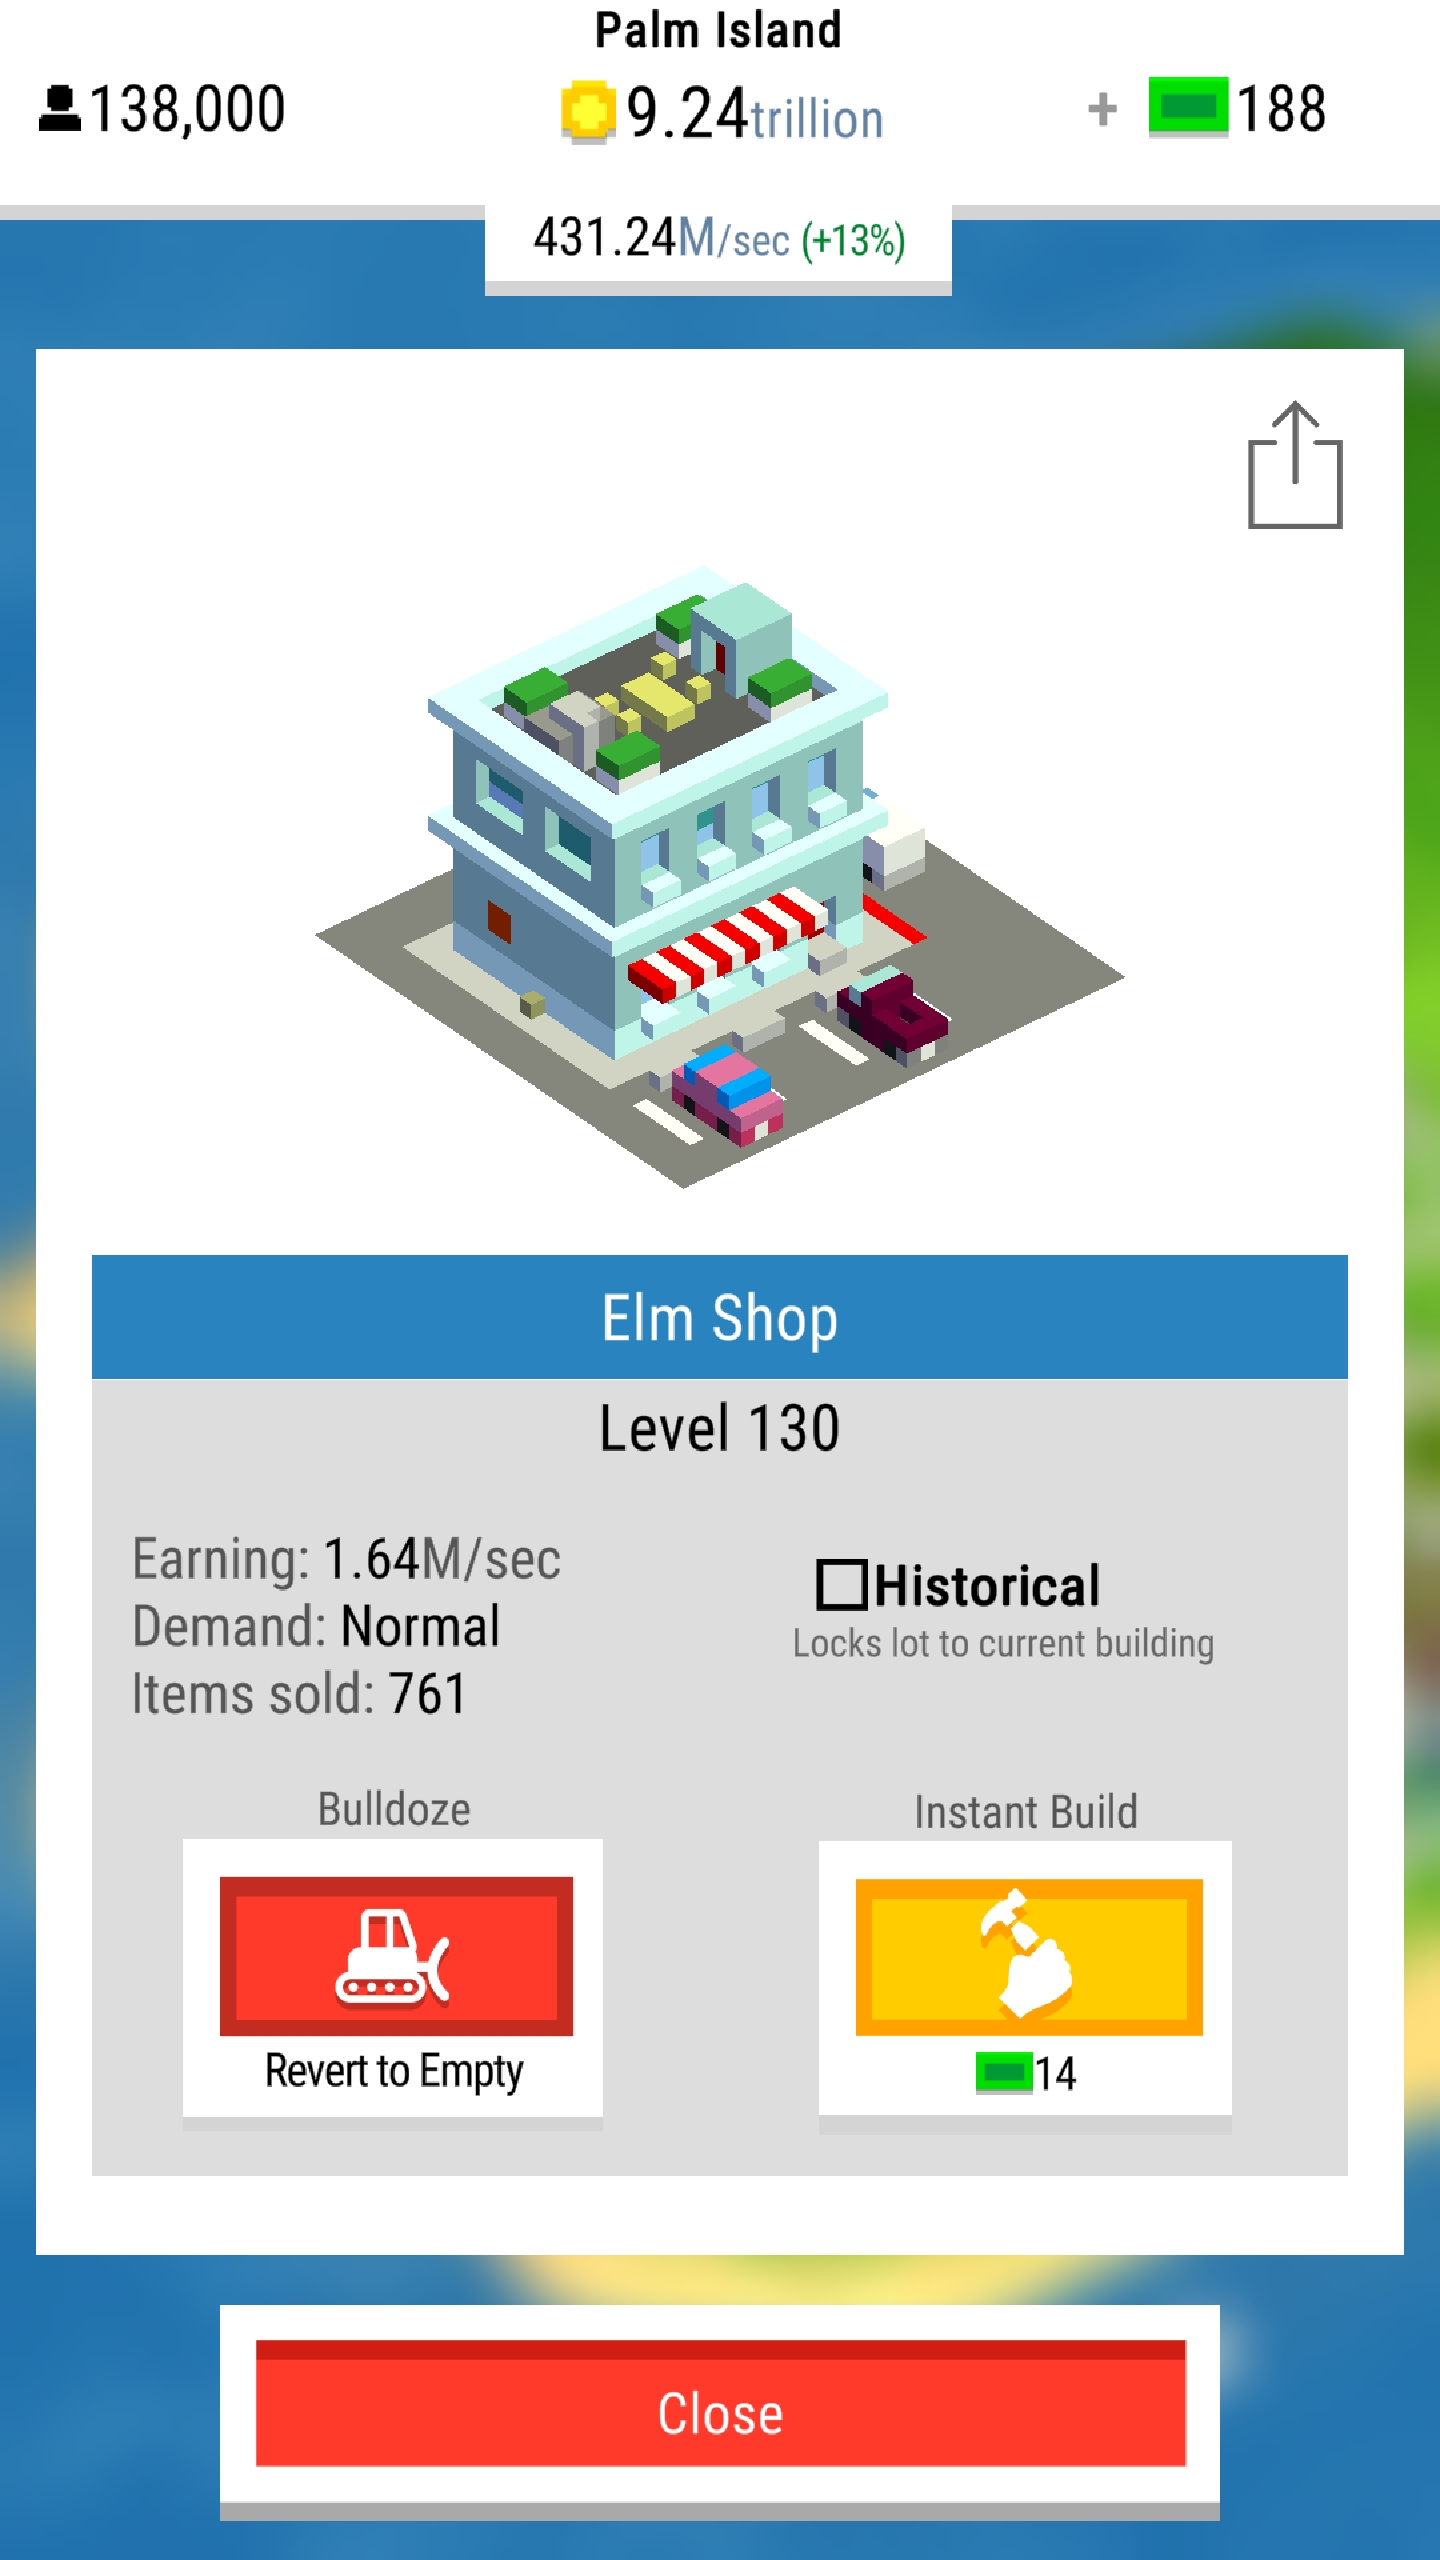 Palm Island
138,000
9.24trillion
+ 188
431.24M/sec (+13%)
Elm Shop
Level 130
Earning: 1.64M/sec
Demand: Normal
Items sold: 761
Historical
Locks lot to current building
Bulldoze
Revert to Empty
Instant Build
14
Close